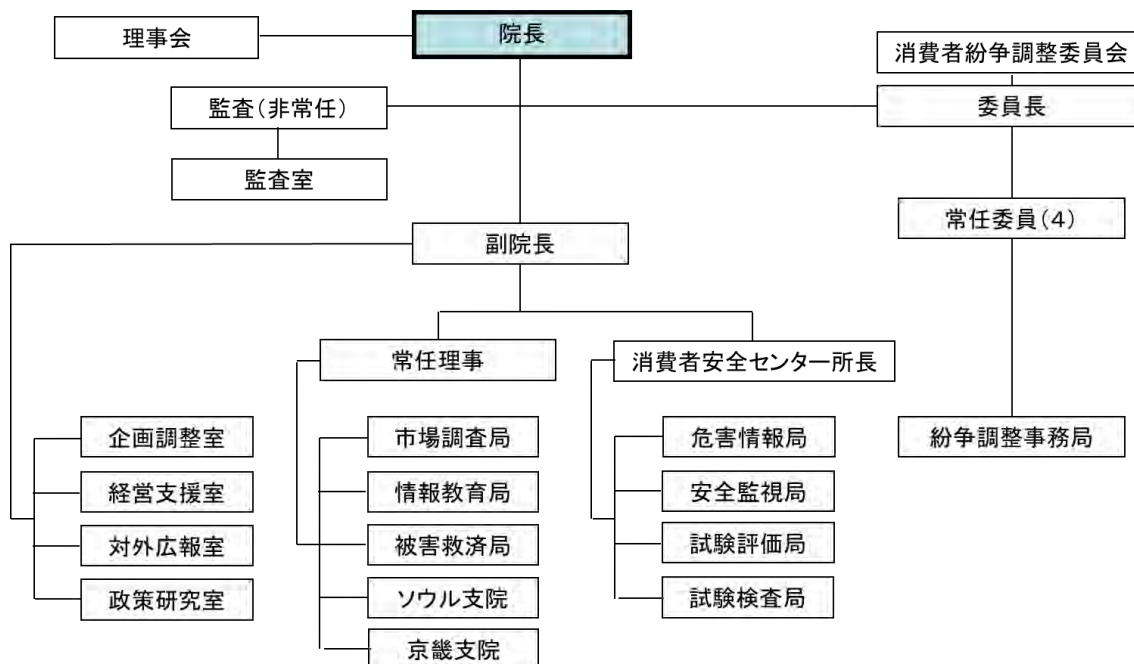 理事会
院長
消費者紛争調整委員会
監査(非常任)
委員長
監査室
常任委員(4)
副院長
常任理事
消費者安全センター所長
企画調整室
市場調査局
危害情報局
紛争調整事務局
経営支援室
情報教育局
安全監視局
対外広報室
被害救済局
試験評価局
政策研究室
ソウル支院
試験検査局
京畿支院